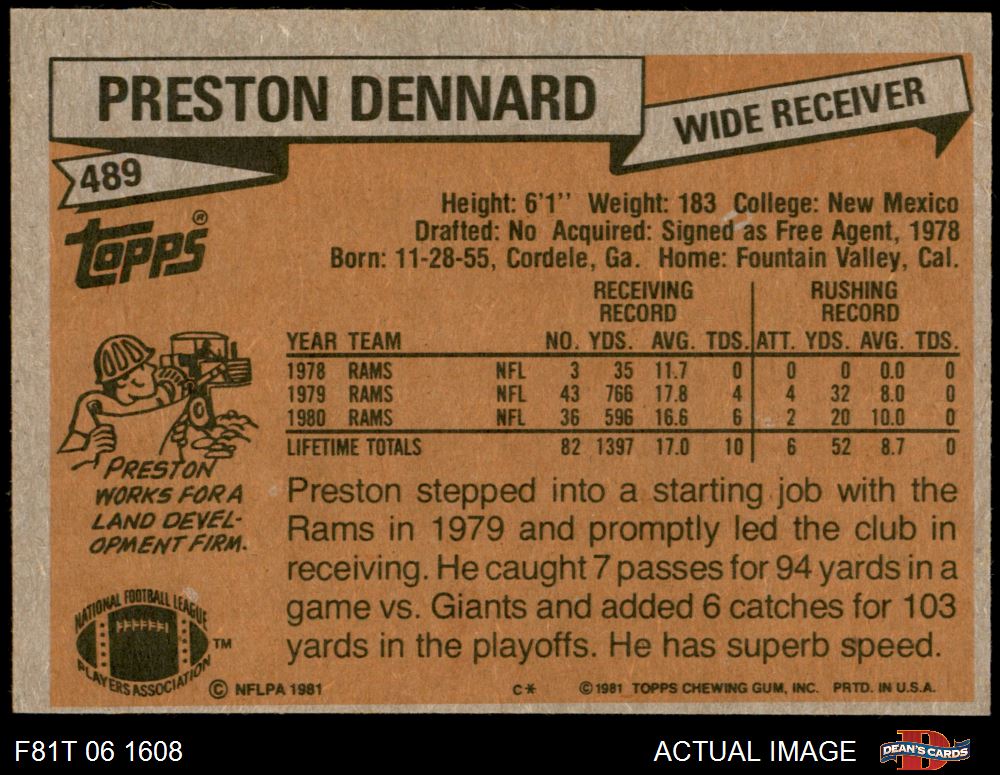 PRESTON DENNARD
WIDE RECEIVER
489
Topps®
Height: 6'1'' Weight: 183 College: New Mexico
Drafted: No Acquired: Signed as Free Agent, 1978
Born: 11-28-55, Cordele, Ga. Home: Fountain Valley, Cal.
RECEIVING RECORD RUSHING RECORD
YEAR TEAM NO. YDS. AVG. TDS. ATT. YDS. AVG. TDS.
1978 RAMS NFL 3 35 11.7 0 0 0 0.0 0
1979 RAMS NFL 43 766 17.8 4 4 32 8.0 0
1980 RAMS NFL 36 596 16.6 6 2 20 10.0 0
LIFETIME TOTALS 82 1397 17.0 10 6 52 8.7 0
PRESTON
WORKS FOR A
LAND DEVEL-
OPMENT FIRM.
Preston stepped into a starting job with the
Rams in 1979 and promptly led the club in
receiving. He caught 7 passes for 94 yards in a
game vs. Giants and added 6 catches for 103
yards in the playoffs. He has superb speed.
NATIONAL FOOTBALL LEAGUE
PLAYERS ASSOCIATION
TM
© NFLPA 1981 C* © 1981 TOPPS CHEWING GUM, INC. PRTD. IN U.S.A.
F81T 06 1608 ACTUAL IMAGE D DEAN'S CARDS